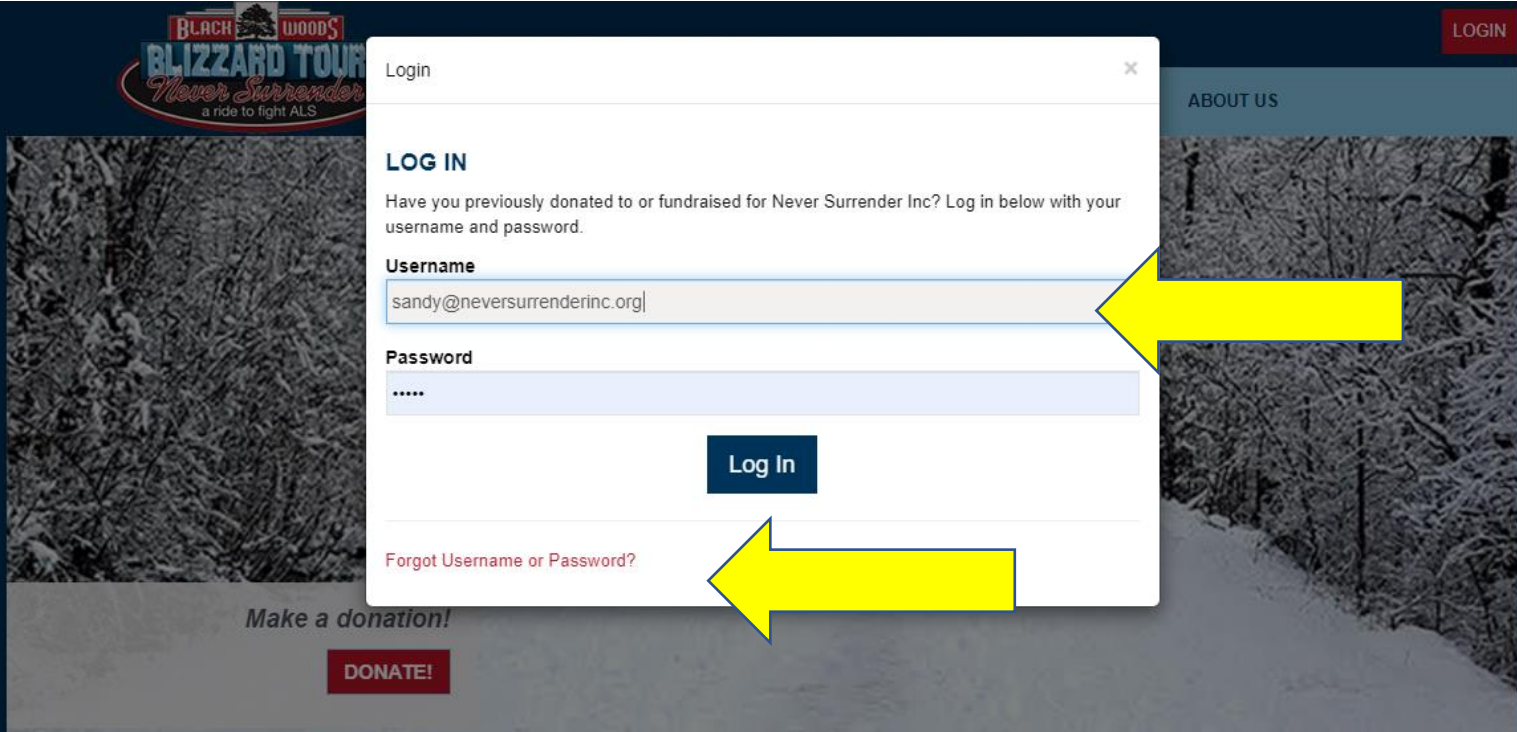 BLACK WOODS
BLIZZARD TOUR
Never Surrender
a ride to fight ALS
LOGIN
ABOUT US
Login
×
LOG IN
Have you previously donated to or fundraised for Never Surrender Inc? Log in below with your
username and password.
Username
sandy@neversurrenderinc.org
Password
•••••
Log In
Forgot Username or Password?
Make a donation!
DONATE!